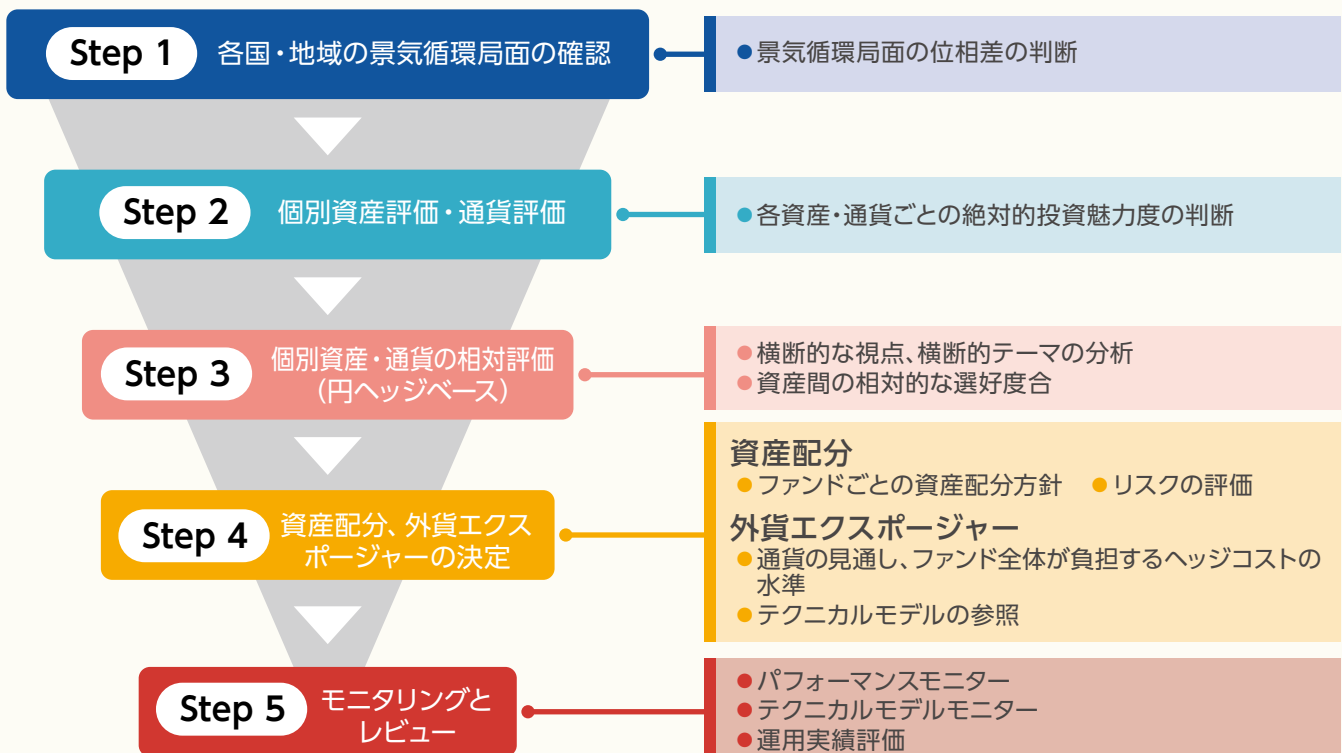 Step 1
各国・地域の景気循環局面の確認
●景気循環局面の位相差の判断
Step 2
個別資産評価・通貨評価
●各資産・通貨ごとの絶対的投資魅力度の判断
Step 3
個別資産・通貨の相対評価
(円ヘッジベース)
●横断的な視点、横断的テーマの分析
●資産間の相対的な選好度合
Step 4
資産配分、外貨エクス
ポージャーの決定
資産配分
●ファンドごとの資産配分方針 ●リスクの評価
外貨エクスポージャー
●通貨の見通し、ファンド全体が負担するヘッジコストの
水準
●テクニカルモデルの参照
Step 5
モニタリングと
レビュー
●パフォーマンスモニター
●テクニカルモデルモニター
●運用実績評価